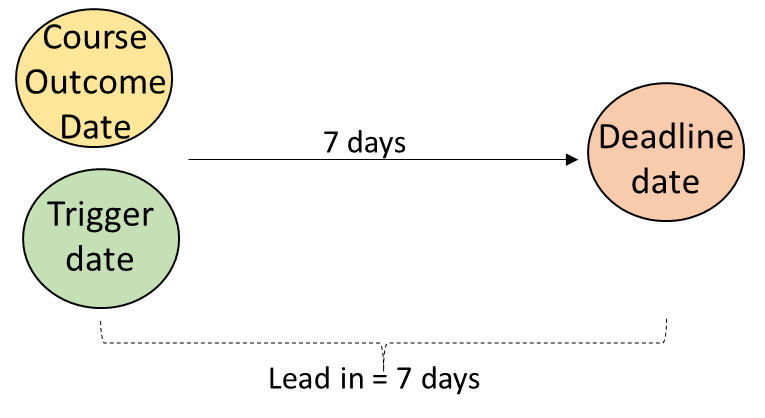 Course
Outcome
Date
7 days
Deadline
date
Trigger
date
Lead in = 7 days